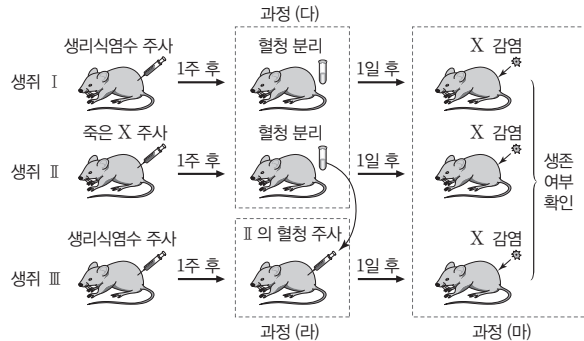 과정 (다)
생리식염수 주사
혈청 분리
X 감염
생쥐 Ⅰ
1주 후
1일 후
죽은 X 주사
혈청 분리
X 감염
생쥐 Ⅱ
1주 후
1일 후
생존
여부
확인
생리식염수 주사
Ⅱ의 혈청 주사
X 감염
생쥐 Ⅲ
1주 후
1일 후
과정 (라)
과정 (마)